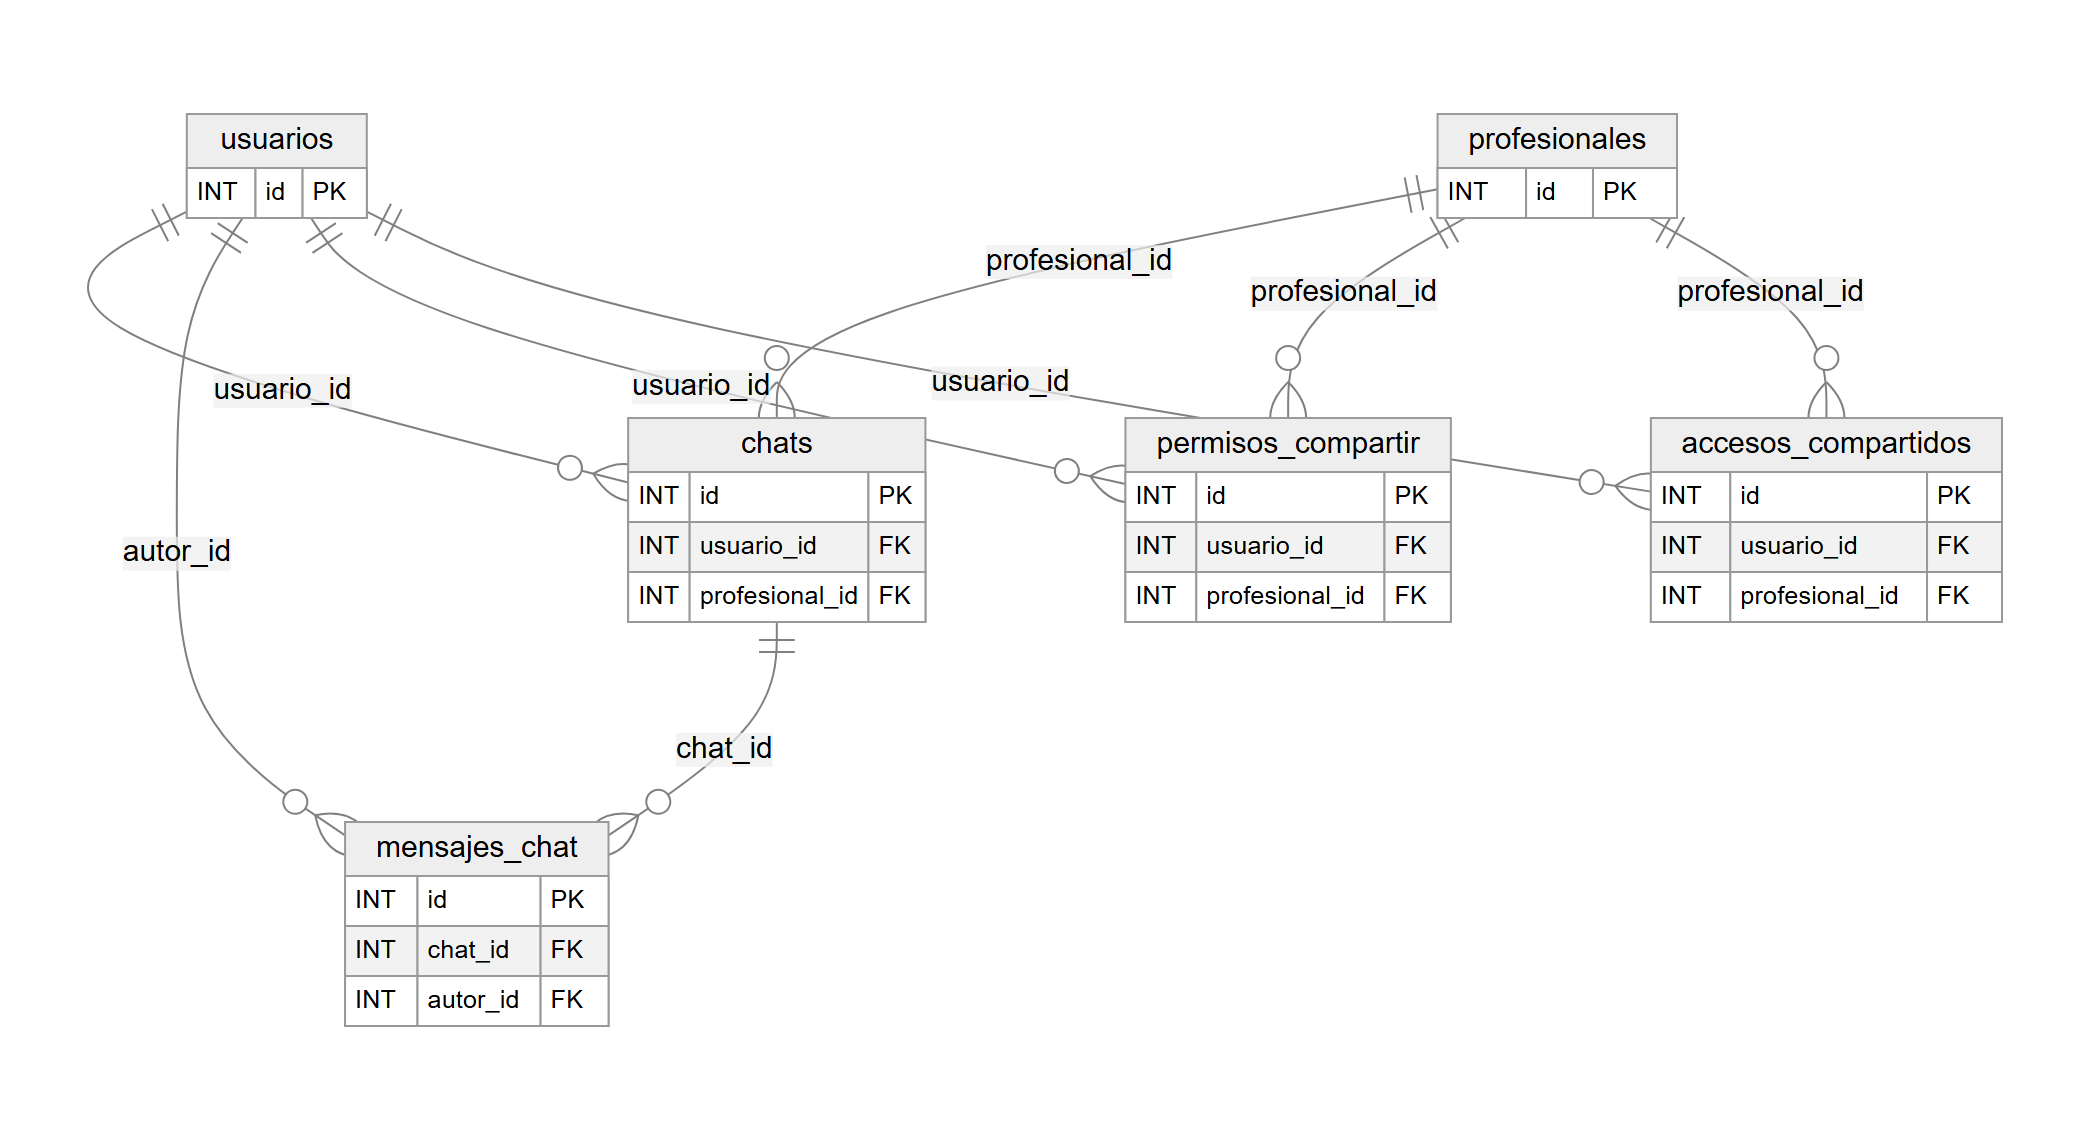 usuarios
INT id PK
profesionales
INT id PK
profesional_id
profesional_id
profesional_id
usuario_id
usuario_id
usuario_id
chats
INT id PK
INT usuario_id FK
INT profesional_id FK
permisos_compartir
INT id PK
INT usuario_id FK
INT profesional_id FK
accesos_compartidos
INT id PK
INT usuario_id FK
INT profesional_id FK
autor_id
chat_id
mensajes_chat
INT id PK
INT chat_id FK
INT autor_id FK